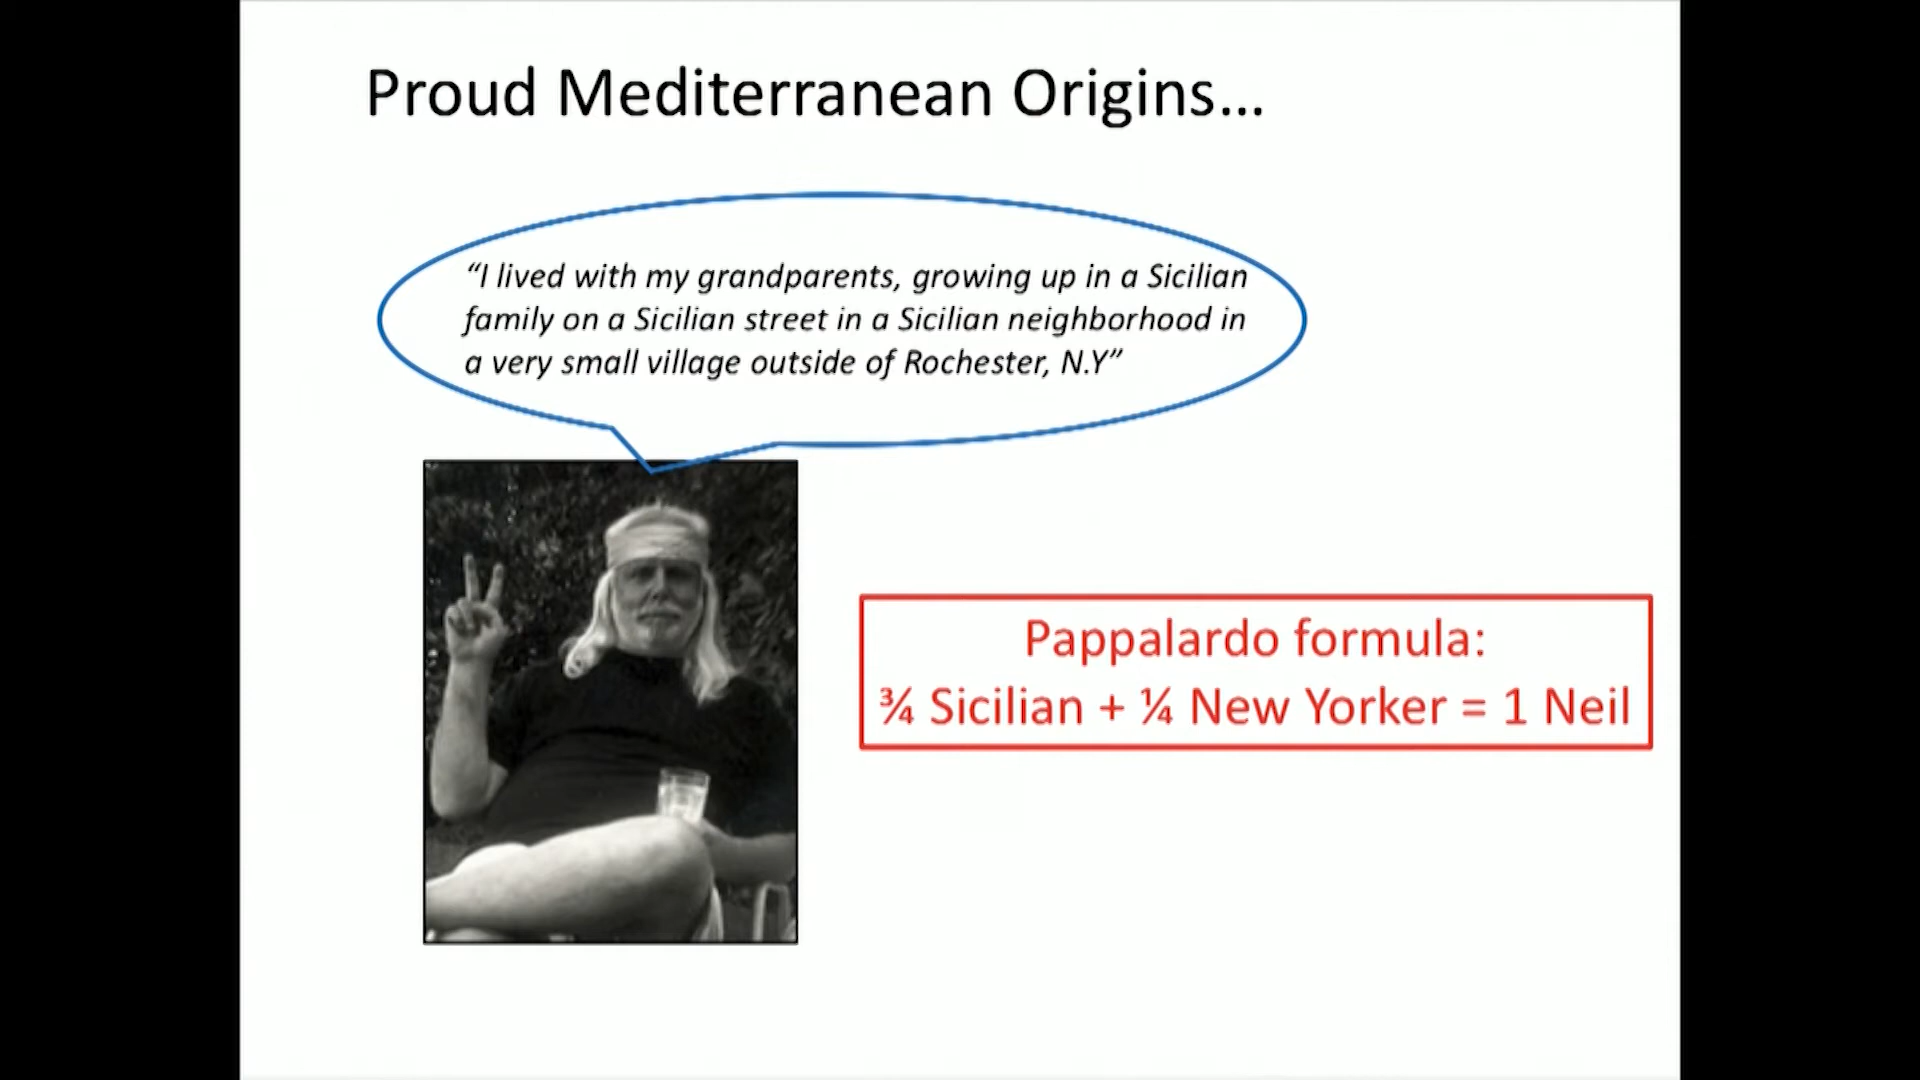 Proud Mediterranean Origins...
“I lived with my grandparents, growing up in a Sicilian
family on a Sicilian street in a Sicilian neighborhood in
a very small village outside of Rochester, N.Y”
Pappalardo formula:
¾ Sicilian + ¼ New Yorker = 1 Neil